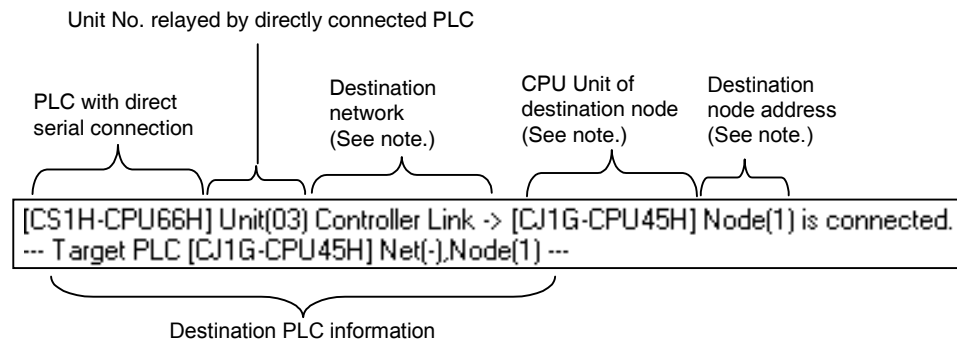 Unit No. relayed by directly connected PLC
PLC with direct
serial connection
Destination
network
(See note.)
CPU Unit of
destination node
(See note.)
Destination
node address
(See note.)
[CS1H-CPU66H] Unit(03) Controller Link -> [CJ1G-CPU45H] Node(1) is connected.
--- Target PLC [CJ1G-CPU45H] Net(-),Node(1) ---
Destination PLC information